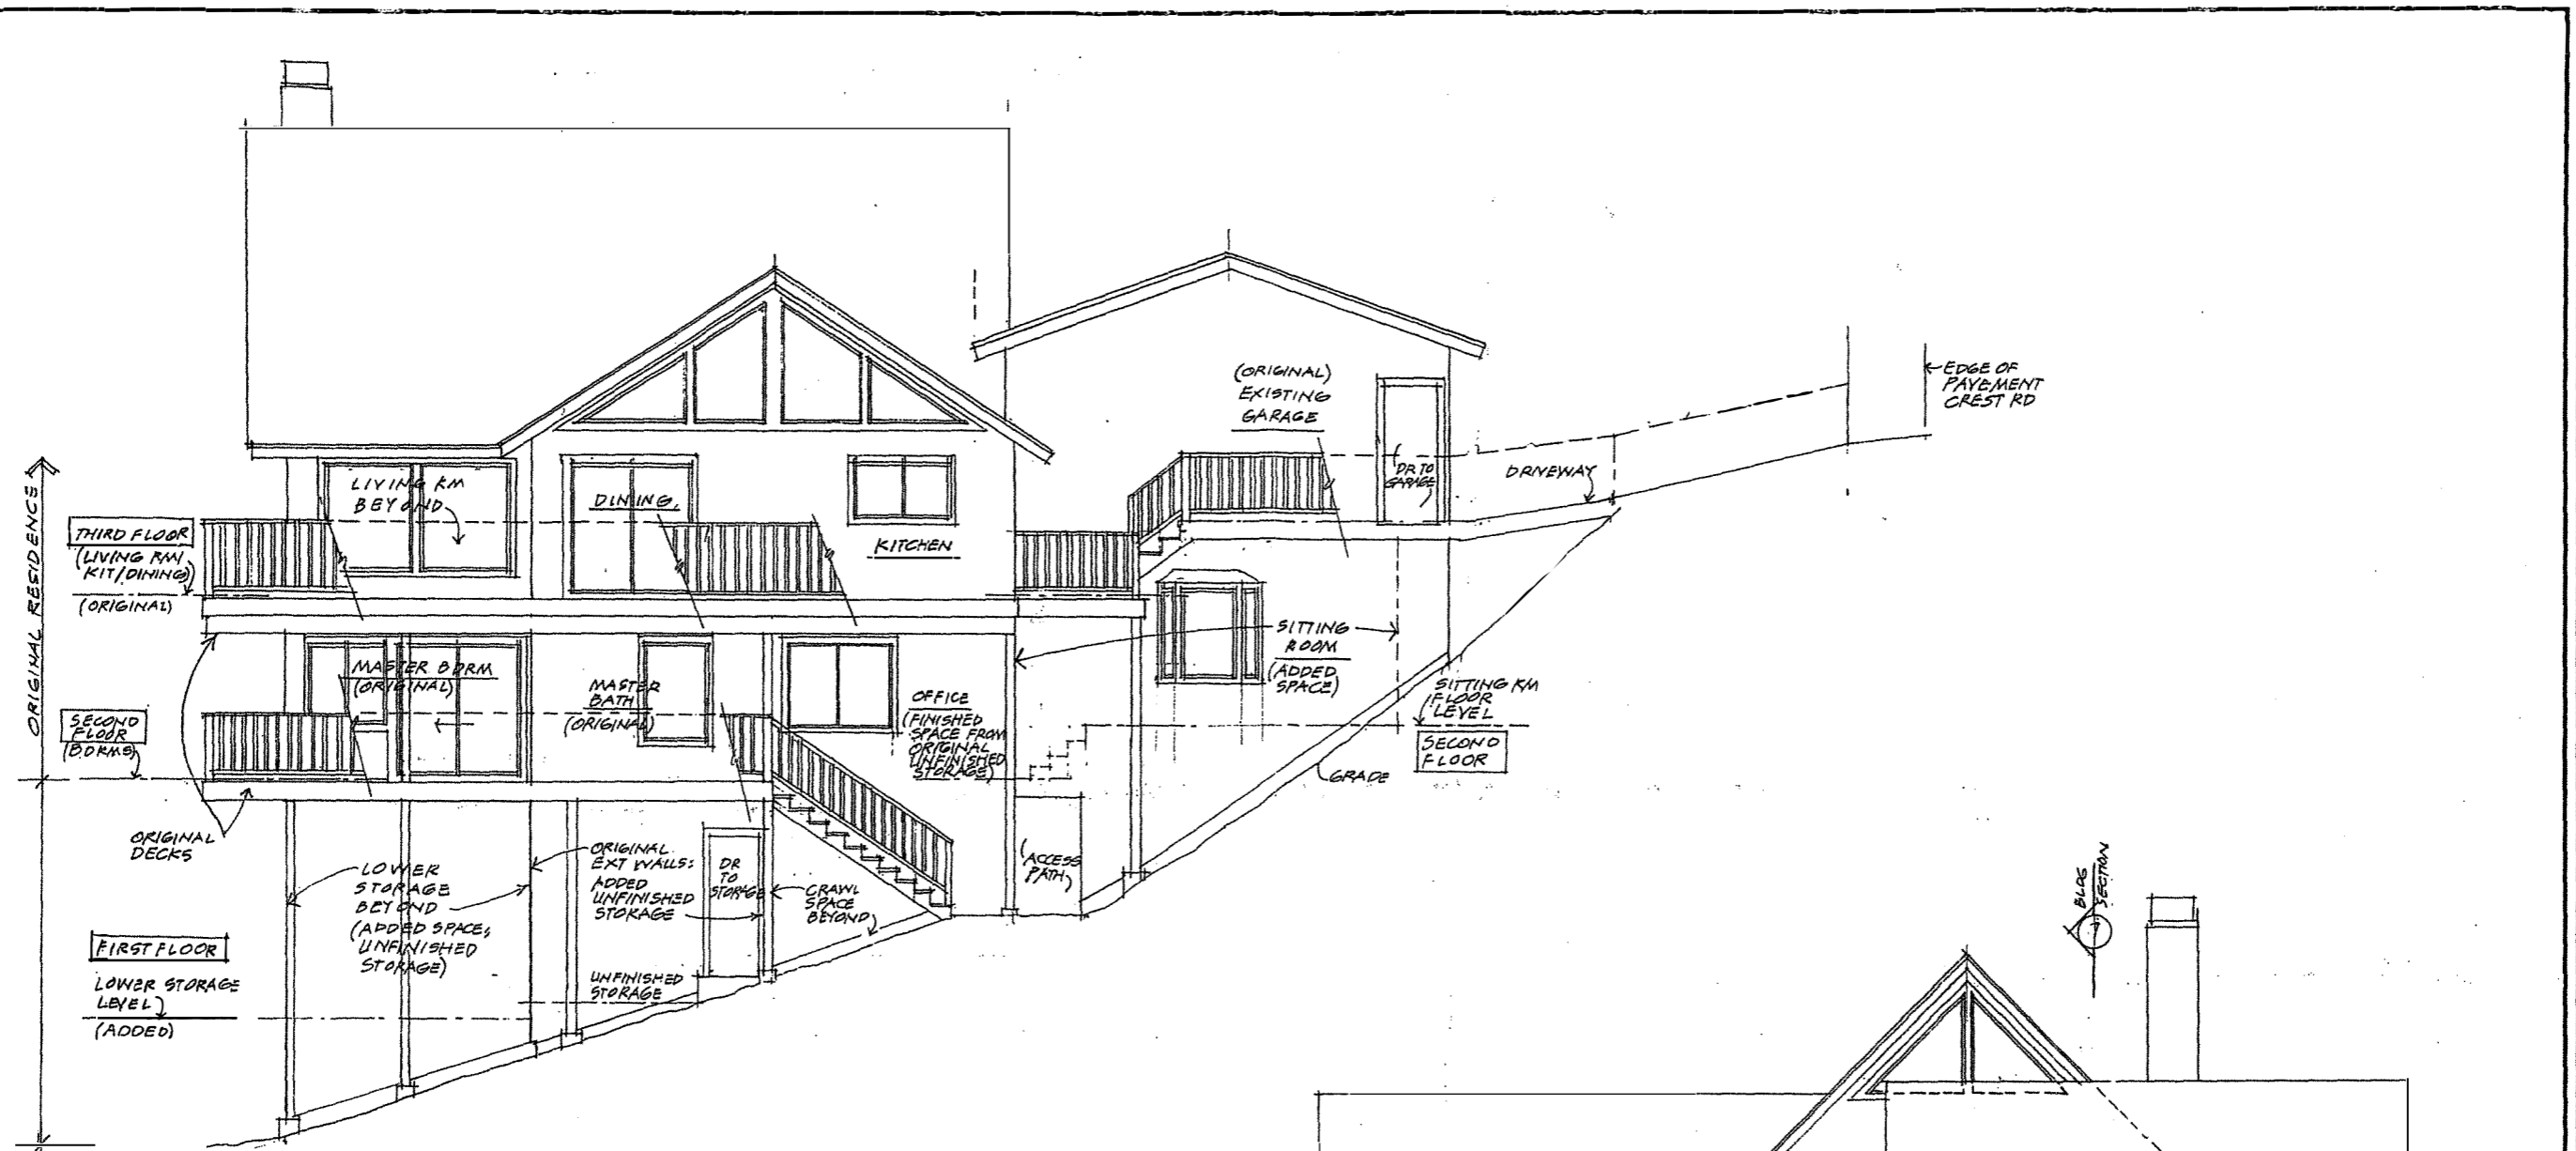 ORIGINAL RESIDENCE
THIRD FLOOR
(LIVING RM/
KIT/DINING)
(ORIGINAL)
SECOND
FLOOR
(BDRMS)
ORIGINAL
DECKS
FIRST FLOOR
LOWER STORAGE
LEVEL
(ADDED)
LIVING RM
BEYOND
DINING
KITCHEN
MASTER BDRM
(ORIGINAL)
MASTER
BATH
(ORIGINAL)
OFFICE
(FINISHED
SPACE FROM
ORIGINAL
UNFINISHED
STORAGE)
LOWER
STORAGE
BEYOND
(ADDED SPACE,
UNFINISHED
STORAGE)
ORIGINAL
EXT WALLS:
ADDED
UNFINISHED
STORAGE
UNFINISHED
STORAGE
DR
TO
STORAGE
CRAWL
SPACE
BEYOND
(ACCESS
PATH)
(ORIGINAL)
EXISTING
GARAGE
(DR TO
GARAGE)
DRIVEWAY
EDGE OF
PAVEMENT
CREST RD
SITTING
ROOM
(ADDED
SPACE)
SITTING RM
FLOOR
LEVEL
SECOND
FLOOR
GRADE
BLDG
SECTION